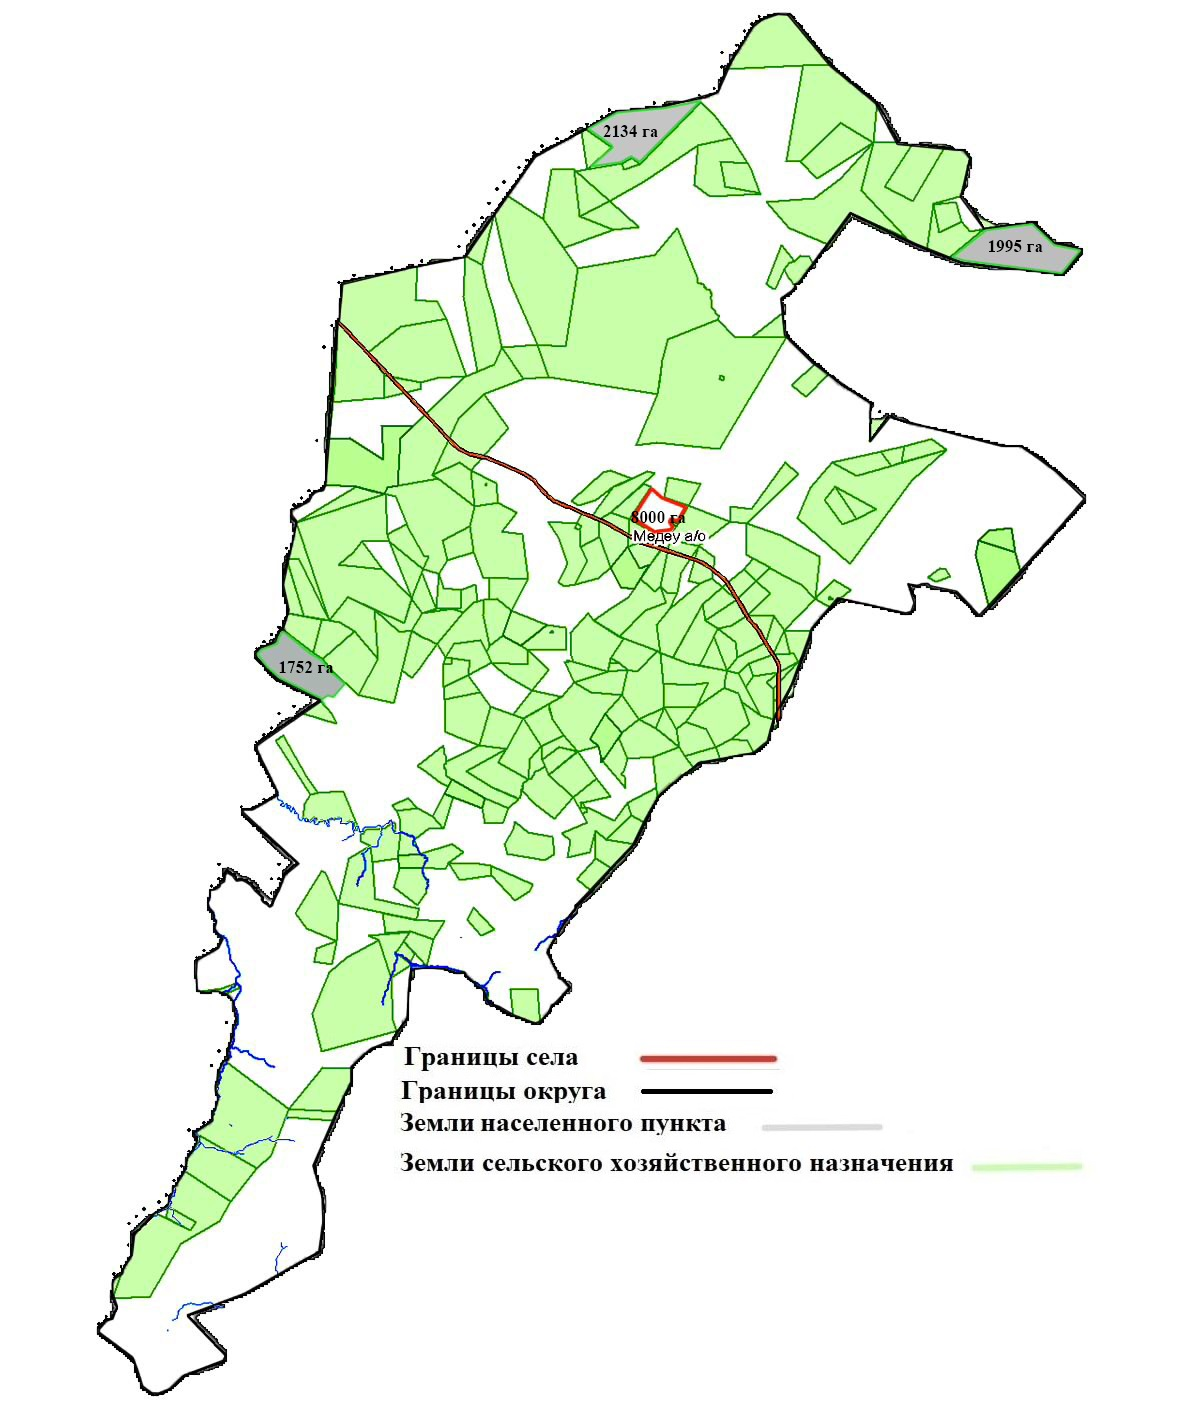 2134 га
1995 га
8000 га
Медеу а/о
1752 га
Границы села
Границы округа
Земли населенного пункта
Земли сельского хозяйственного назначения